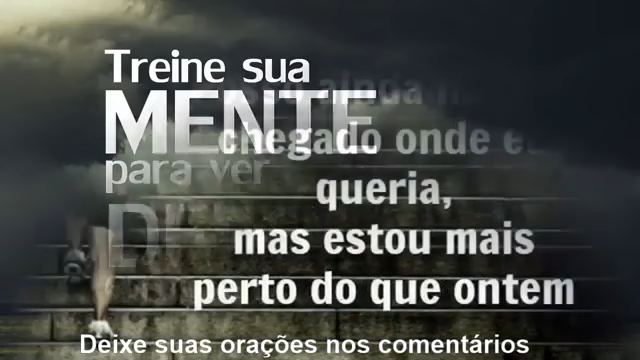 Treine sua
MENTE
para ver
ainda
chegado onde
queria,
mas estou mais
perto do que ontem
Deixe suas orações nos comentários